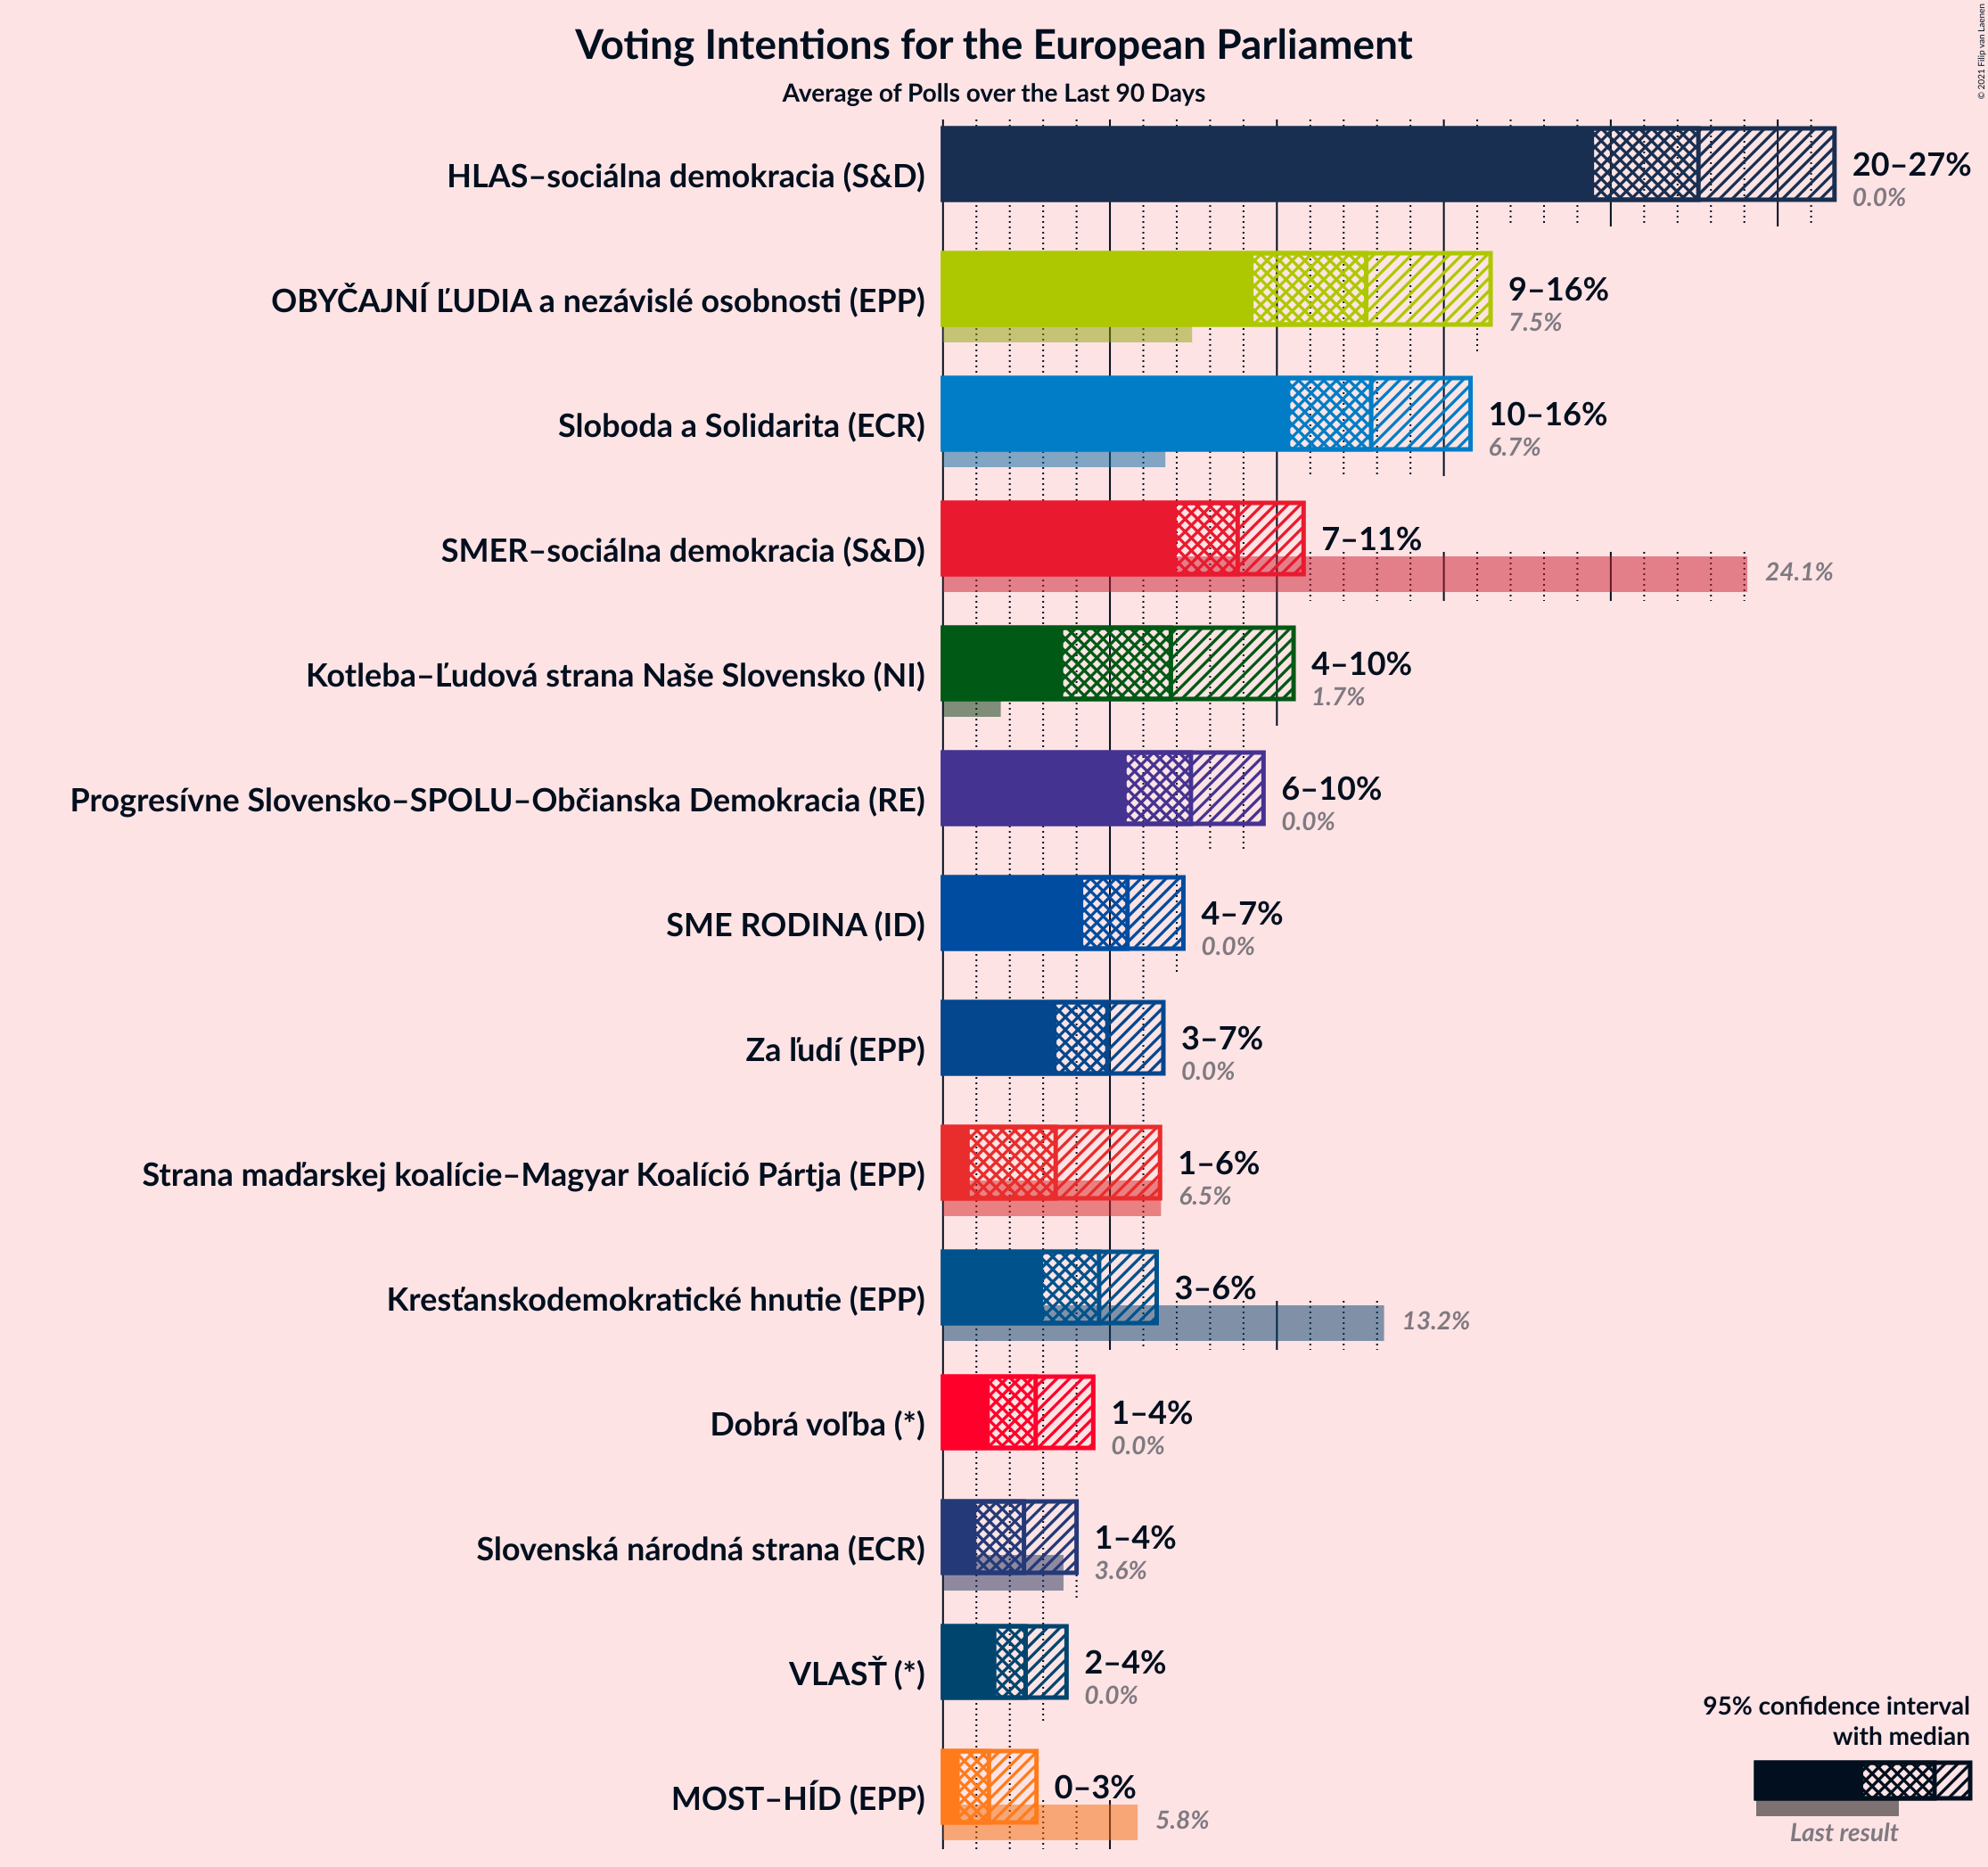 © 2021 Filip van Laenen
Voting Intentions for the European Parliament
Average of Polls over the Last 90 Days
HLAS–sociálna demokracia (S&D)
20–27%
0.0%
OBYČAJNÍ ĽUDIA a nezávislé osobnosti (EPP)
9–16%
7.5%
Sloboda a Solidarita (ECR)
10–16%
6.7%
SMER–sociálna demokracia (S&D)
7–11%
24.1%
Kotleba–Ľudová strana Naše Slovensko (NI)
4–10%
1.7%
Progresívne Slovensko–SPOLU–Občianska Demokracia (RE)
6–10%
0.0%
SME RODINA (ID)
4–7%
0.0%
Za ľudí (EPP)
3–7%
0.0%
Strana maďarskej koalície–Magyar Koalíció Pártja (EPP)
1–6%
6.5%
Kresťanskodemokratické hnutie (EPP)
3–6%
13.2%
Dobrá voľba (*)
1–4%
0.0%
Slovenská národná strana (ECR)
1–4%
3.6%
VLASŤ (*)
2–4%
0.0%
MOST–HÍD (EPP)
0–3%
5.8%
95% confidence interval
with median
Last result